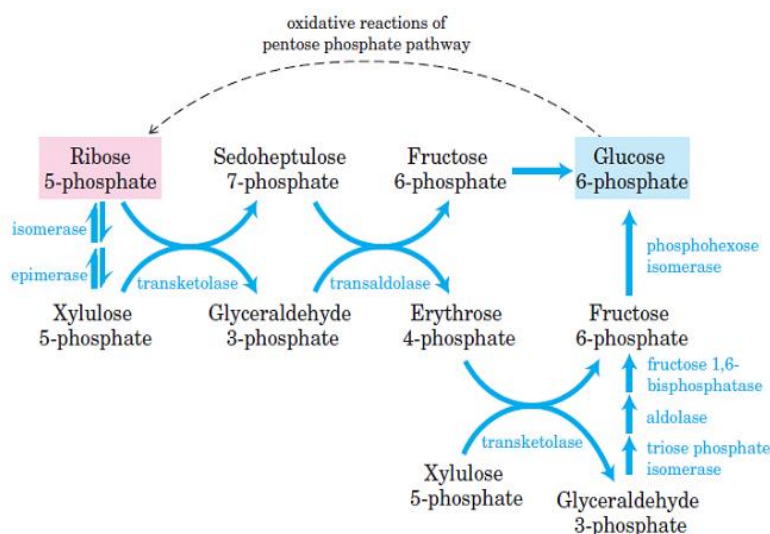 oxidative reactions of
pentose phosphate pathway
Ribose
5-phosphate
Sedoheptulose
7-phosphate
Fructose
6-phosphate
Glucose
6-phosphate
isomerase
epimerase
transketolase
transaldolase
phosphohexose
isomerase
Xylulose
5-phosphate
Glyceraldehyde
3-phosphate
Erythrose
4-phosphate
Fructose
6-phosphate
fructose 1,6-
bisphosphatase
aldolase
triose phosphate
isomerase
transketolase
Xylulose
5-phosphate
Glyceraldehyde
3-phosphate